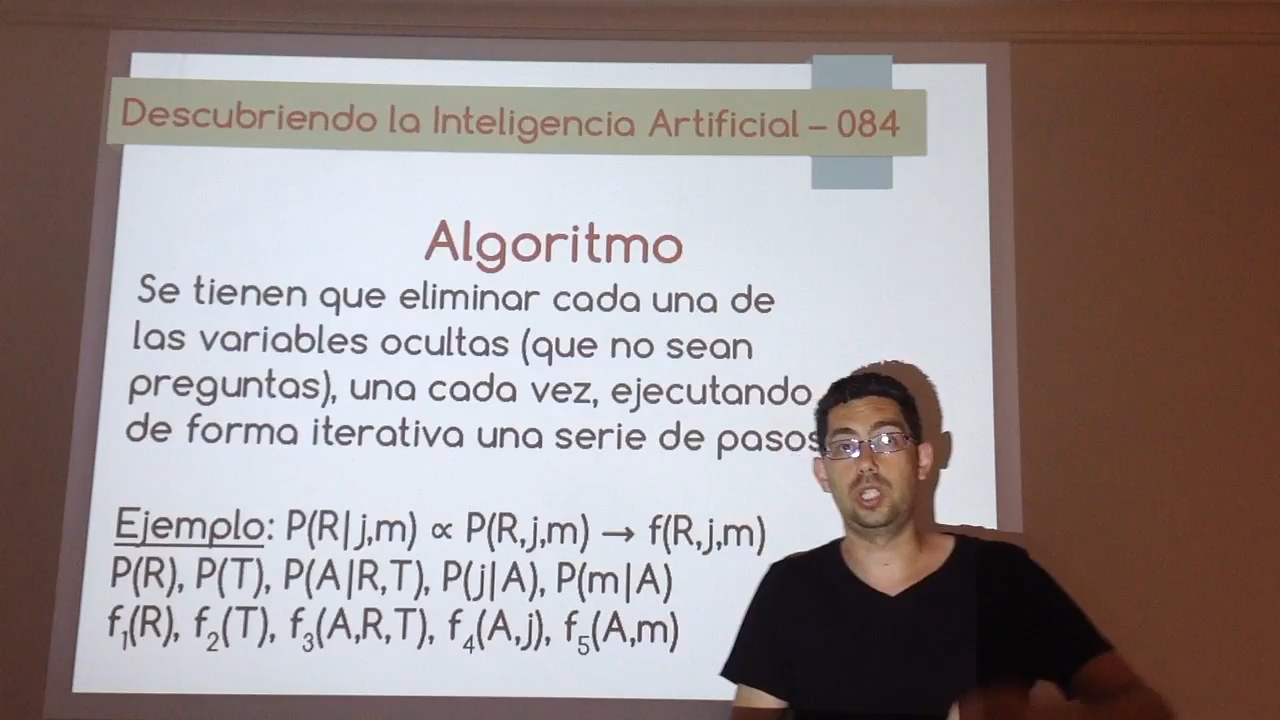 Descubriendo la Inteligencia Artificial – 084
Algoritmo
Se tienen que eliminar cada una de
las variables ocultas (que no sean
preguntas), una cada vez, ejecutando
de forma iterativa una serie de pasos
Ejemplo: P(R|j,m) ∝ P(R,j,m) → f(R,j,m)
P(R), P(T), P(A|R,T), P(j|A), P(m|A)
f₁(R), f₂(T), f₃(A,R,T), f₄(A,j), f₅(A,m)